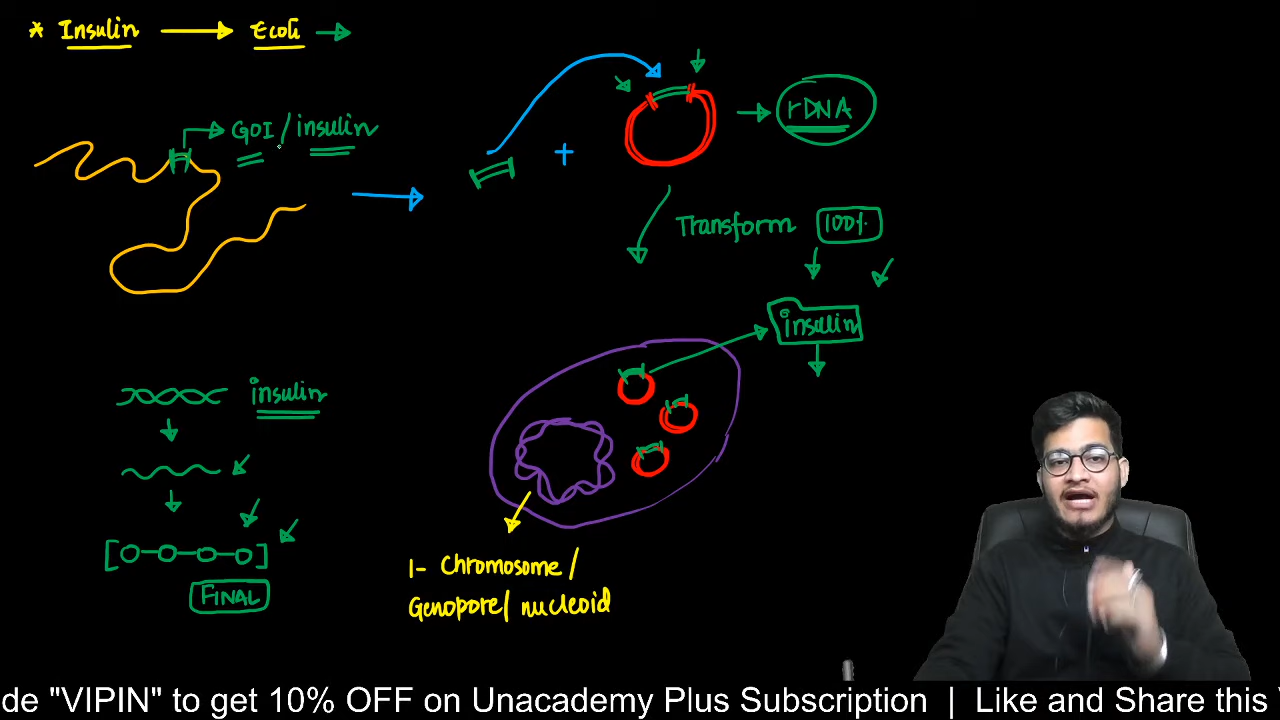 * Insulin → Ecoli →
GOI / insulin
+
rDNA
Transform 100%
insulin
insulin
[o-o-o-o]
FINAL
1- Chromosome /
Genopore/ nucleoid
de "VIPIN" to get 10% OFF on Unacademy Plus Subscription | Like and Share this